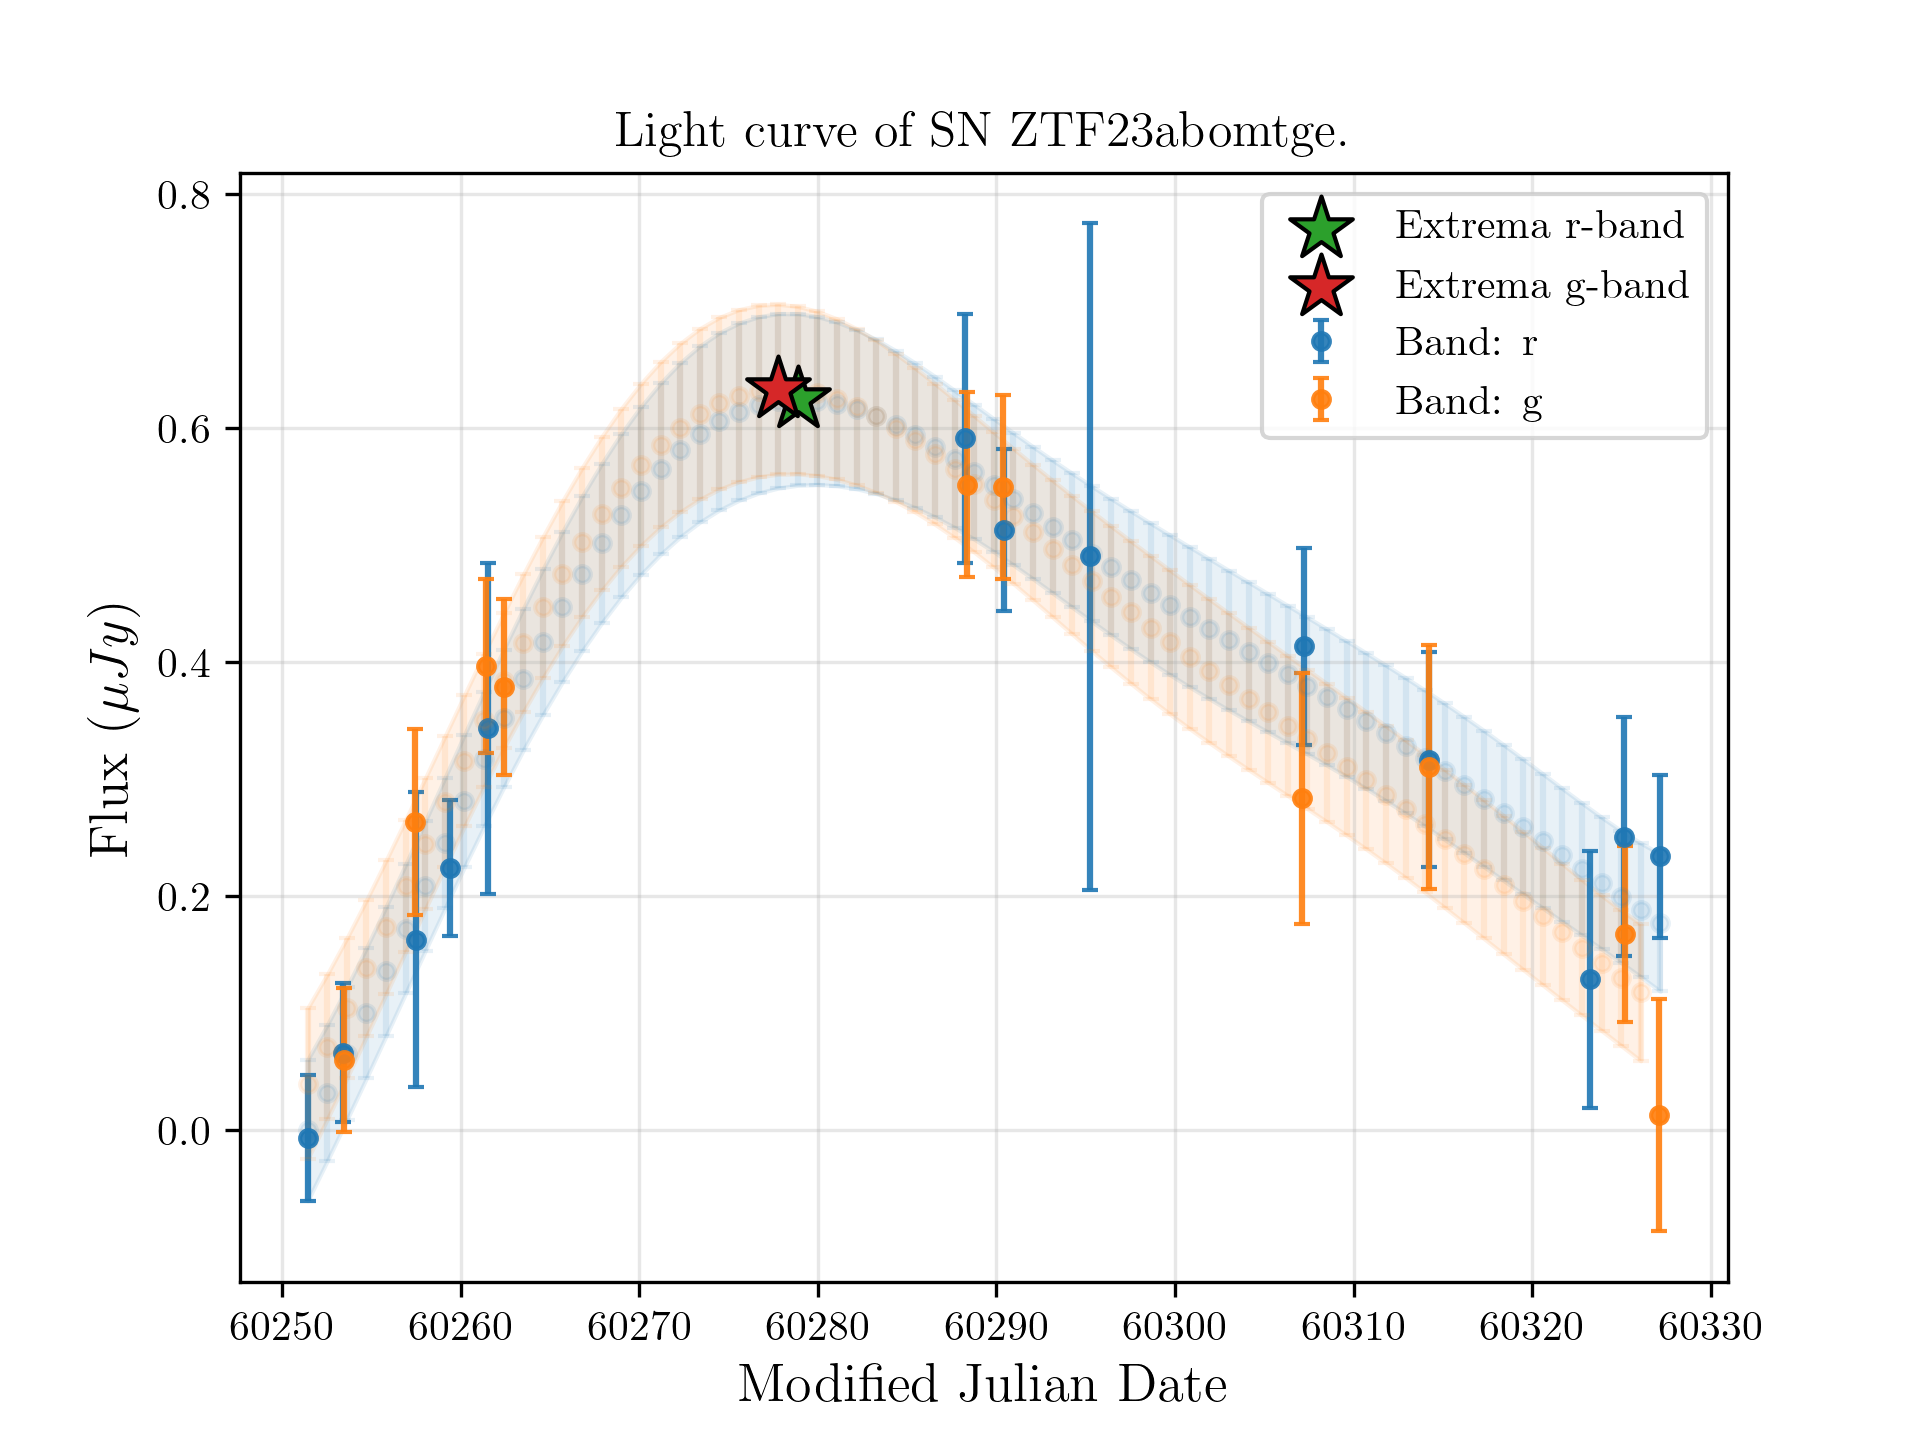 Light curve of SN ZTF23abomtge.
Extrema r-band
Extrema g-band
Band: r
Band: g
0.8
0.6
0.4
0.2
0.0
Flux (μJy)
60250 60260 60270 60280 60290 60300 60310 60320 60330
Modified Julian Date